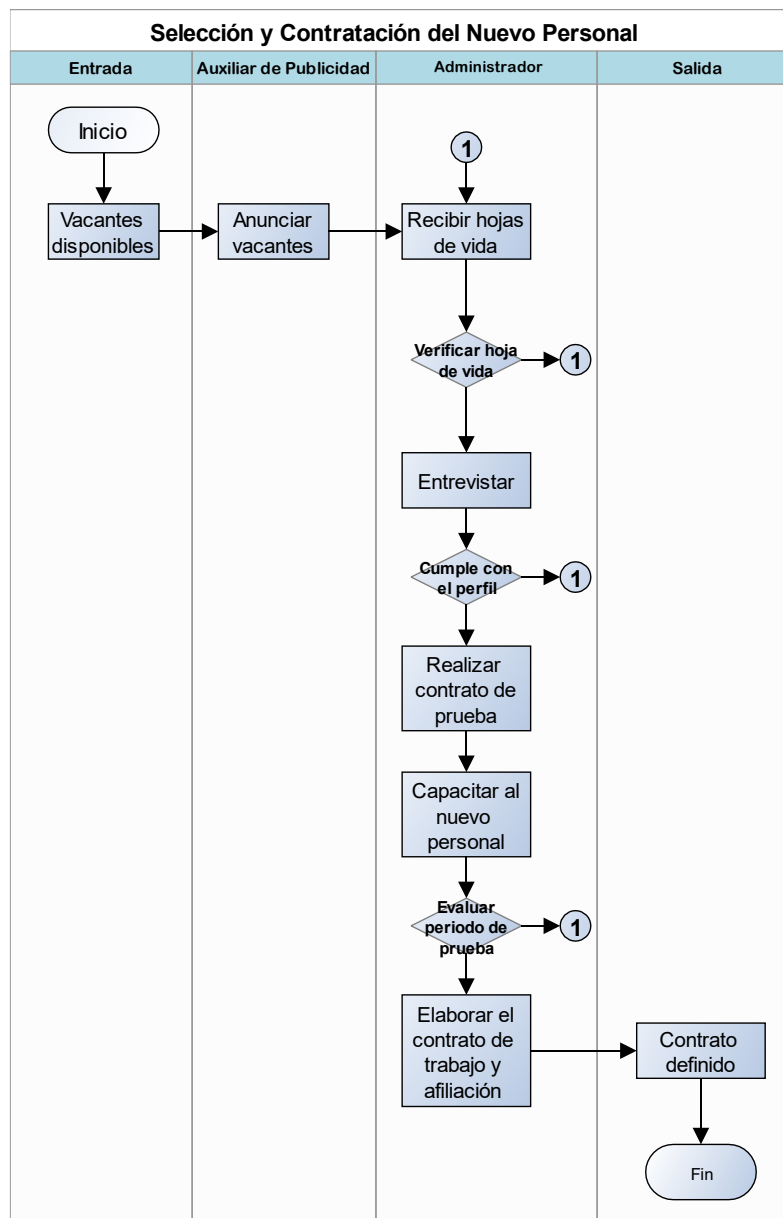 Selección y Contratación del Nuevo Personal
Entrada
Auxiliar de Publicidad
Administrador
Salida
Inicio
1
Vacantes
disponibles
Anunciar
vacantes
Recibir hojas
de vida
Verificar hoja
de vida
1
Entrevistar
Cumple con
el perfil
1
Realizar
contrato de
prueba
Capacitar al
nuevo
personal
Evaluar
periodo de
prueba
1
Elaborar el
contrato de
trabajo y
afiliación
Contrato
definido
Fin